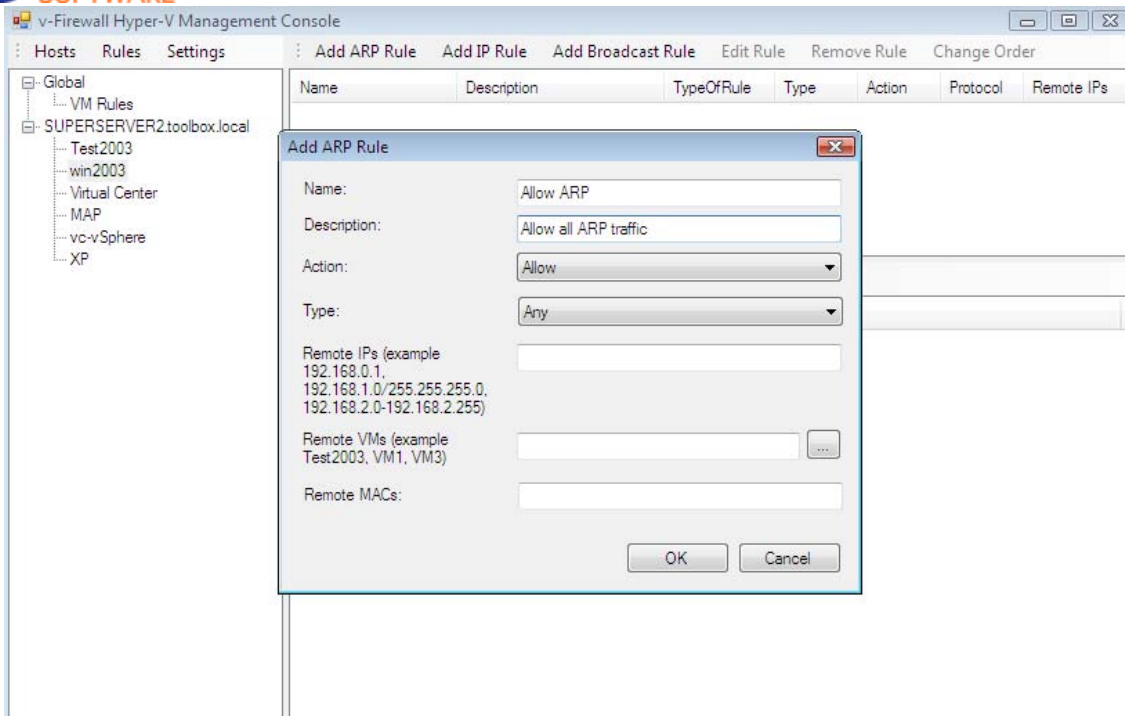 SOFTWARE
v-Firewall Hyper-V Management Console
Hosts Rules Settings
Add ARP Rule Add IP Rule Add Broadcast Rule Edit Rule Remove Rule Change Order
Global
VM Rules
SUPERSERVER2.toolbox.local
Test2003
win2003
Virtual Center
MAP
vc-vSphere
XP
Name Description TypeOfRule Type Action Protocol Remote IPs
Add ARP Rule
Name: Allow ARP
Description: Allow all ARP traffic
Action: Allow
Type: Any
Remote IPs (example
192.168.0.1,
192.168.1.0/255.255.255.0,
192.168.2.0-192.168.2.255)
Remote VMs (example
Test2003, VM1, VM3)
...
Remote MACs:
OK Cancel